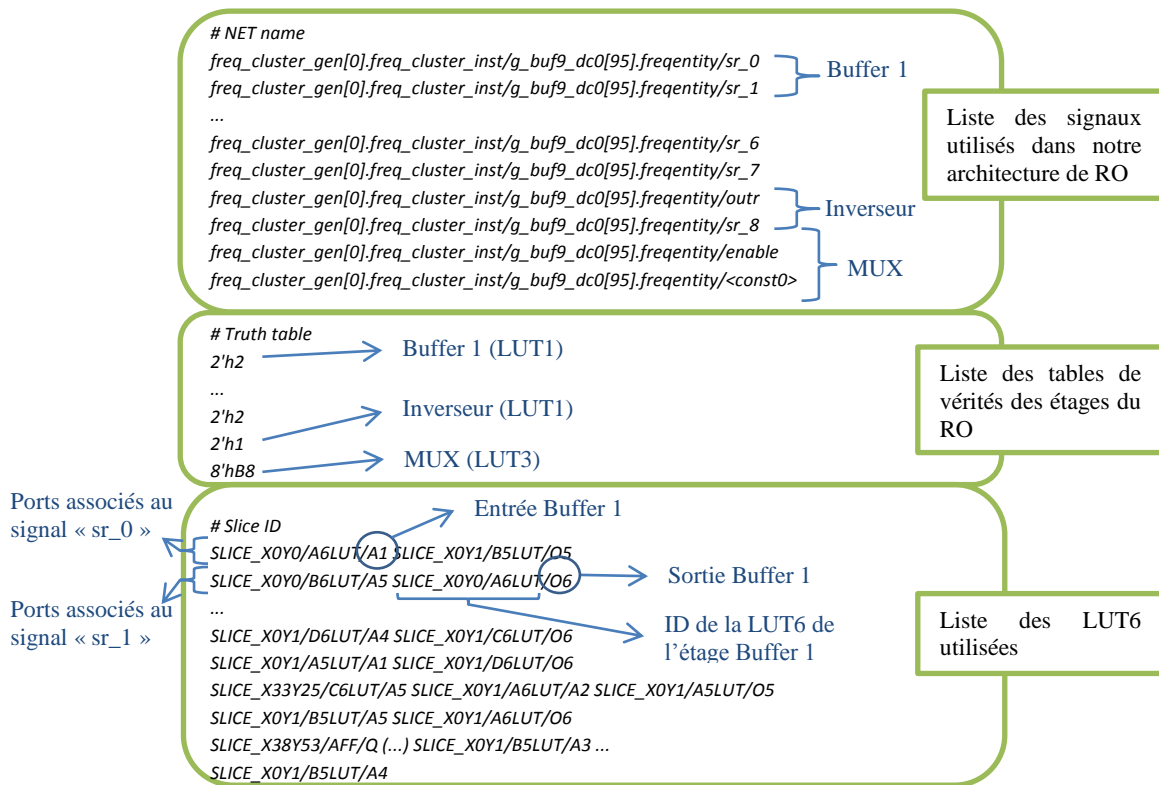 # NET name
freq_cluster_gen[0].freq_cluster_inst/g_buf9_dc0[95].freqentity/sr_0
freq_cluster_gen[0].freq_cluster_inst/g_buf9_dc0[95].freqentity/sr_1
Buffer 1
...
freq_cluster_gen[0].freq_cluster_inst/g_buf9_dc0[95].freqentity/sr_6
freq_cluster_gen[0].freq_cluster_inst/g_buf9_dc0[95].freqentity/sr_7
freq_cluster_gen[0].freq_cluster_inst/g_buf9_dc0[95].freqentity/outr
freq_cluster_gen[0].freq_cluster_inst/g_buf9_dc0[95].freqentity/sr_8
Inverseur
freq_cluster_gen[0].freq_cluster_inst/g_buf9_dc0[95].freqentity/enable
freq_cluster_gen[0].freq_cluster_inst/g_buf9_dc0[95].freqentity/<const0>
MUX
Liste des signaux
utilisés dans notre
architecture de RO
# Truth table
2'h2
Buffer 1 (LUT1)
...
2'h2
Inverseur (LUT1)
2'h1
8'hB8
MUX (LUT3)
Liste des tables de
vérités des étages du
RO
Ports associés au
signal « sr_0 »
# Slice ID
Entrée Buffer 1
SLICE_X0Y0/A6LUT/A1 SLICE_X0Y1/B5LUT/O5
SLICE_X0Y0/B6LUT/A5 SLICE_X0Y0/A6LUT/O6
Sortie Buffer 1
Ports associés au
signal « sr_1 »
...
ID de la LUT6 de
l'étage Buffer 1
SLICE_X0Y1/D6LUT/A4 SLICE_X0Y1/C6LUT/O6
SLICE_X0Y1/A5LUT/A1 SLICE_X0Y1/D6LUT/O6
SLICE_X33Y25/C6LUT/A5 SLICE_X0Y1/A6LUT/A2 SLICE_X0Y1/A5LUT/O5
SLICE_X0Y1/B5LUT/A5 SLICE_X0Y1/A6LUT/O6
SLICE_X38Y53/AFF/Q (...) SLICE_X0Y1/B5LUT/A3 ...
SLICE_X0Y1/B5LUT/A4
Liste des LUT6
utilisées